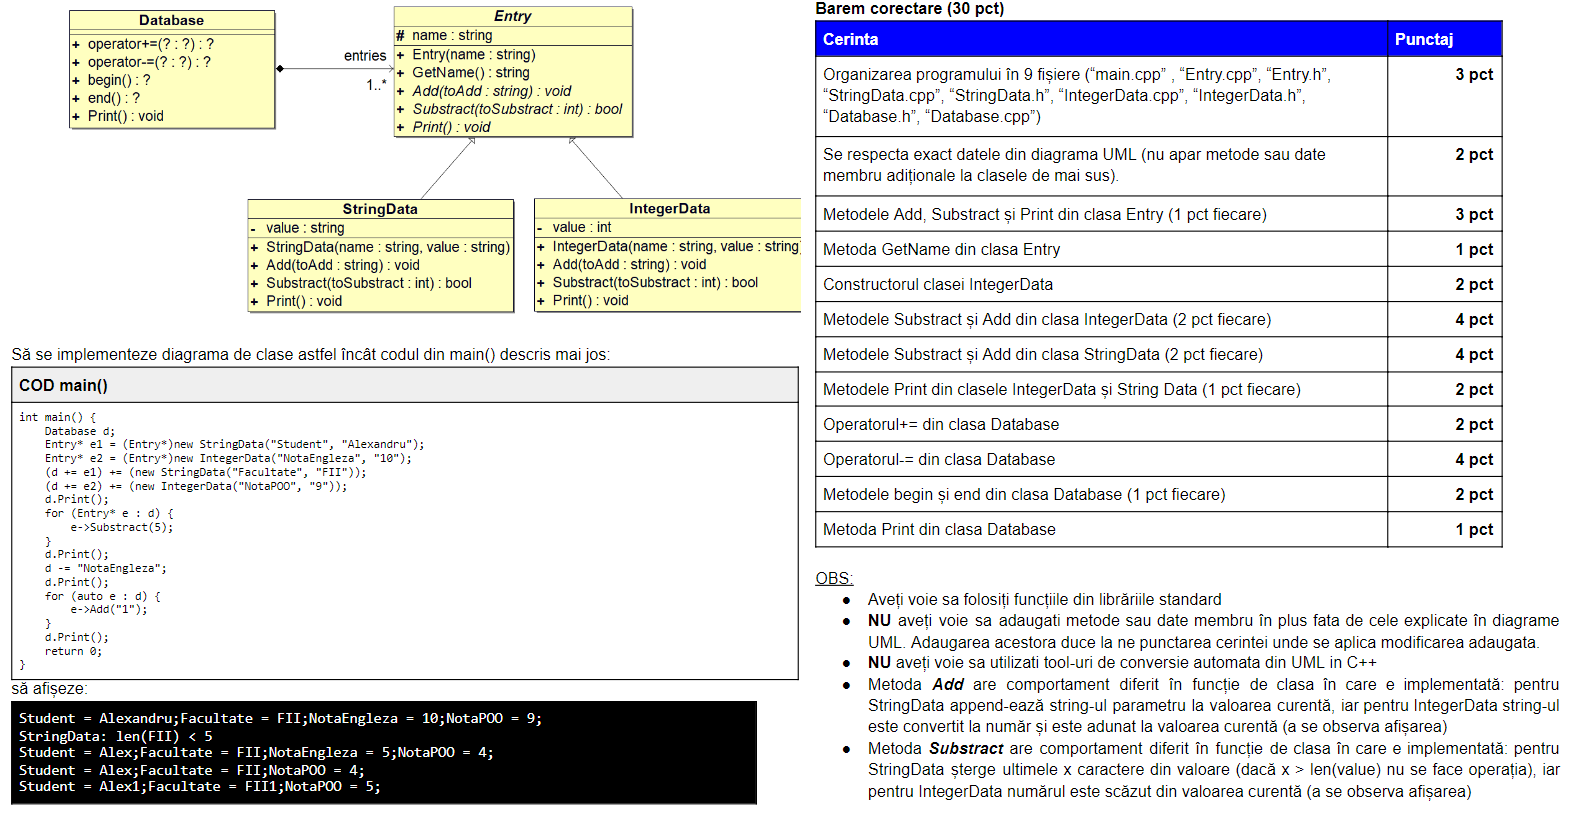 Database
+ operator+=(? : ?) : ?
+ operator-=(? : ?) : ?
+ begin() : ?
+ end() : ?
+ Print() : void
entries
1..*
Entry
# name : string
+ Entry(name : string)
+ GetName() : string
+ Add(toAdd : string) : void
+ Substract(toSubstract : int) : bool
+ Print() : void
StringData
- value : string
+ StringData(name : string, value : string)
+ Add(toAdd : string) : void
+ Substract(toSubstract : int) : bool
+ Print() : void
IntegerData
- value : int
+ IntegerData(name : string, value : string)
+ Add(toAdd : string) : void
+ Substract(toSubstract : int) : bool
+ Print() : void
Să se implementeze diagrama de clase astfel încât codul din main() descris mai jos:
COD main()
int main() {
    Database d;
    Entry* e1 = (Entry*)new StringData("Student", "Alexandru");
    Entry* e2 = (Entry*)new IntegerData("NotaEngleza", "10");
    (d += e1) += (new StringData("Facultate", "FII"));
    (d += e2) += (new IntegerData("NotaPOO", "9"));
    d.Print();
    for (Entry* e : d) {
        e->Substract(5);
    }
    d.Print();
    d -= "NotaEngleza";
    d.Print();
    for (auto e : d) {
        e->Add("1");
    }
    d.Print();
    return 0;
}
să afișeze:
Student = Alexandru;Facultate = FII;NotaEngleza = 10;NotaPOO = 9;
StringData: len(FII) < 5
Student = Alex;Facultate = FII;NotaEngleza = 5;NotaPOO = 4;
Student = Alex;Facultate = FII;NotaPOO = 4;
Student = Alex1;Facultate = FII1;NotaPOO = 5;
Barem corectare (30 pct)
Cerinta Punctaj
Organizarea programului în 9 fișiere (“main.cpp” , “Entry.cpp”, “Entry.h”, 3 pct
“StringData.cpp”, “StringData.h”, “IntegerData.cpp”, “IntegerData.h”,
“Database.h”, “Database.cpp”)
Se respecta exact datele din diagrama UML (nu apar metode sau date 2 pct
membru adiționale la clasele de mai sus).
Metodele Add, Substract și Print din clasa Entry (1 pct fiecare) 3 pct
Metoda GetName din clasa Entry 1 pct
Constructorul clasei IntegerData 2 pct
Metodele Substract și Add din clasa IntegerData (2 pct fiecare) 4 pct
Metodele Substract și Add din clasa StringData (2 pct fiecare) 4 pct
Metodele Print din clasele IntegerData și String Data (1 pct fiecare) 2 pct
Operatorul+= din clasa Database 2 pct
Operatorul-= din clasa Database 4 pct
Metodele begin și end din clasa Database (1 pct fiecare) 2 pct
Metoda Print din clasa Database 1 pct
OBS:
● Aveți voie sa folosiți funcțiile din librăriile standard
● NU aveți voie sa adaugati metode sau date membru în plus fata de cele explicate în diagrame
UML. Adaugarea acestora duce la ne punctarea cerintei unde se aplica modificarea adaugata.
● NU aveți voie sa utilizati tool-uri de conversie automata din UML in C++
● Metoda Add are comportament diferit în funcție de clasa în care e implementată: pentru
StringData append-ează string-ul parametru la valoarea curentă, iar pentru IntegerData string-ul
este convertit la număr și este adunat la valoarea curentă (a se observa afișarea)
● Metoda Substract are comportament diferit în funcție de clasa în care e implementată: pentru
StringData șterge ultimele x caractere din valoare (dacă x > len(value) nu se face operația), iar
pentru IntegerData numărul este scăzut din valoarea curentă (a se observa afișarea)